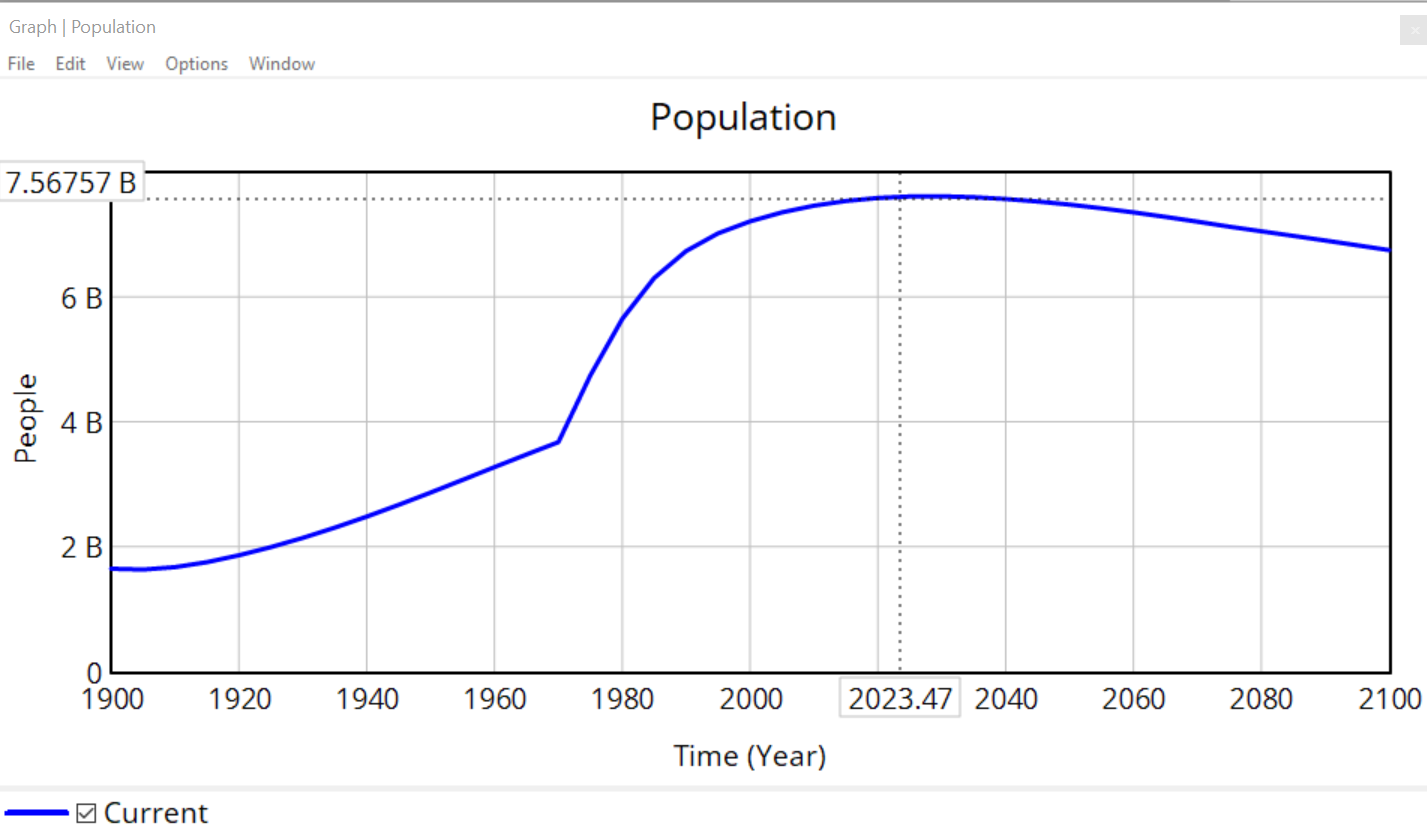 Graph | Population
File Edit View Options Window
Population
7.56757 B
6 B
4 B
2 B
0
People
1900 1920 1940 1960 1980 2000 2023.47 2040 2060 2080 2100
Time (Year)
Current